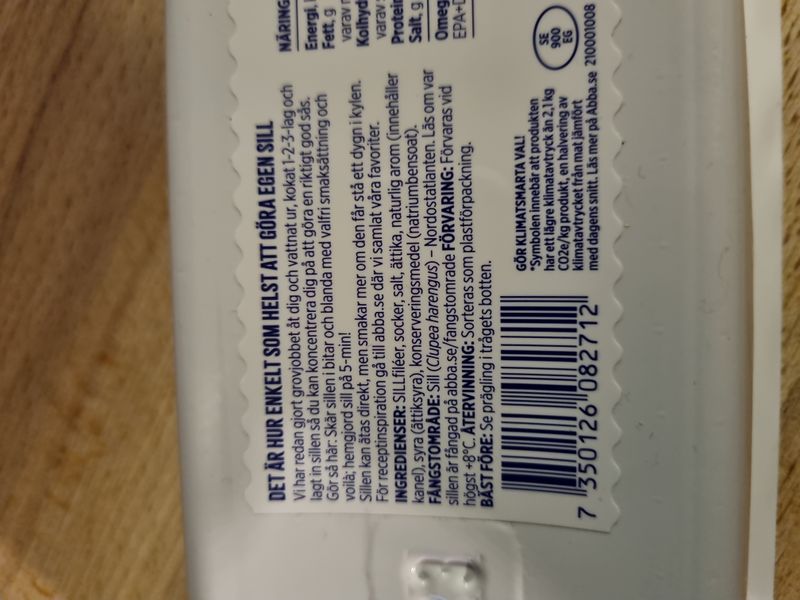 DET ÄR HUR ENKELT SOM HELST ATT GÖRA EGEN SILL
Vi har redan gjort grovjobbet åt dig och vattnat ur, kokat 1-2-3-lag och
lagt in sillen så du kan koncentrera dig på att göra en riktigt god sås.
Gör så här: Skär sillen i bitar och blanda med valfri smaksättning och
voilà; hemgjord sill på 5-min!
Sillen kan ätas direkt, men smakar mer om den får stå ett dygn i kylen.
För receptinspiration gå till abba.se där vi samlat våra favoriter.
INGREDIENSER: SILLfiléer, socker, salt, ättika, naturlig arom (innehåller
kanel), syra (ättiksyra), konserveringsmedel (natriumbensoat).
FÅNGSTOMRÅDE: Sill (Clupea harengus) – Nordostatlanten. Läs om var
sillen är fångad på abba.se/fangstomrade FÖRVARING: Förvaras vid
högst +8°C. ÅTERVINNING: Sorteras som plastförpackning.
BÄST FÖRE: Se prägling i trågets botten.
7 350126 082712
GÖR KLIMATSMARTA VAL!
*Symbolen innebär att produkten
har ett lägre klimatavtryck än 2,1 kg
CO2e/kg produkt, en halvering av
klimatavtrycket från mat jämfört
med dagens snitt. Läs mer på Abba.se 210001008
NÄRING
Energi,
Fett, g
varav
Kolhyd
varav
Protein
Salt, g
Omeg
EPA+D
SE
900
EG